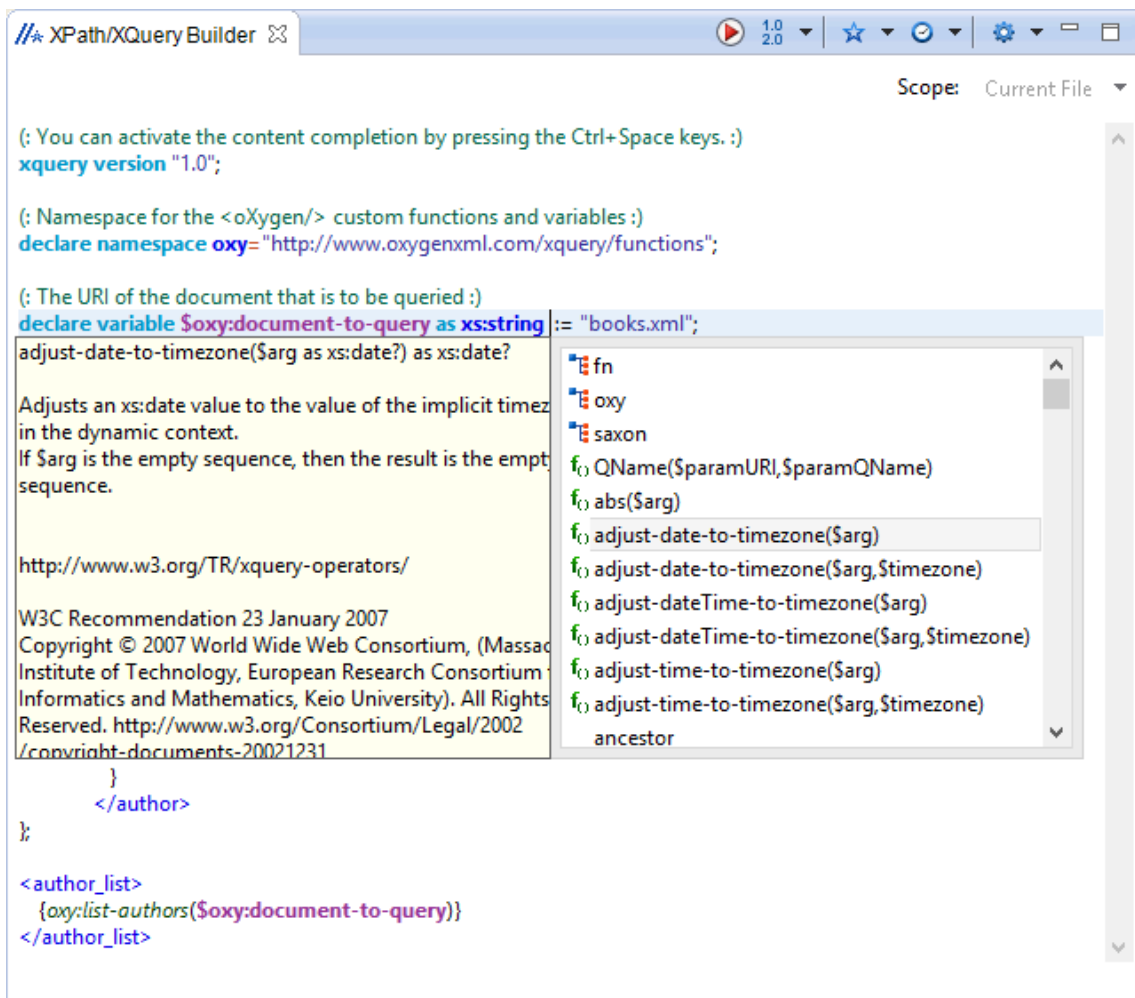 XPath/XQuery Builder
1.0
2.0
Scope: Current File
(: You can activate the content completion by pressing the Ctrl+Space keys. :)
xquery version "1.0";
(: Namespace for the <oXygen/> custom functions and variables :)
declare namespace oxy="http://www.oxygenxml.com/xquery/functions";
(: The URI of the document that is to be queried :)
declare variable $oxy:document-to-query as xs:string := "books.xml";
adjust-date-to-timezone($arg as xs:date?) as xs:date?
Adjusts an xs:date value to the value of the implicit timez
in the dynamic context.
If $arg is the empty sequence, then the result is the empty
sequence.
http://www.w3.org/TR/xquery-operators/
W3C Recommendation 23 January 2007
Copyright © 2007 World Wide Web Consortium, (Massac
Institute of Technology, European Research Consortium
Informatics and Mathematics, Keio University). All Rights
Reserved. http://www.w3.org/Consortium/Legal/2002
/copyright-documents-20021231
fn
oxy
saxon
QName($paramURI,$paramQName)
abs($arg)
adjust-date-to-timezone($arg)
adjust-date-to-timezone($arg,$timezone)
adjust-dateTime-to-timezone($arg)
adjust-dateTime-to-timezone($arg,$timezone)
adjust-time-to-timezone($arg)
adjust-time-to-timezone($arg,$timezone)
ancestor
}
</author>
};
<author_list>
{oxy:list-authors($oxy:document-to-query)}
</author_list>